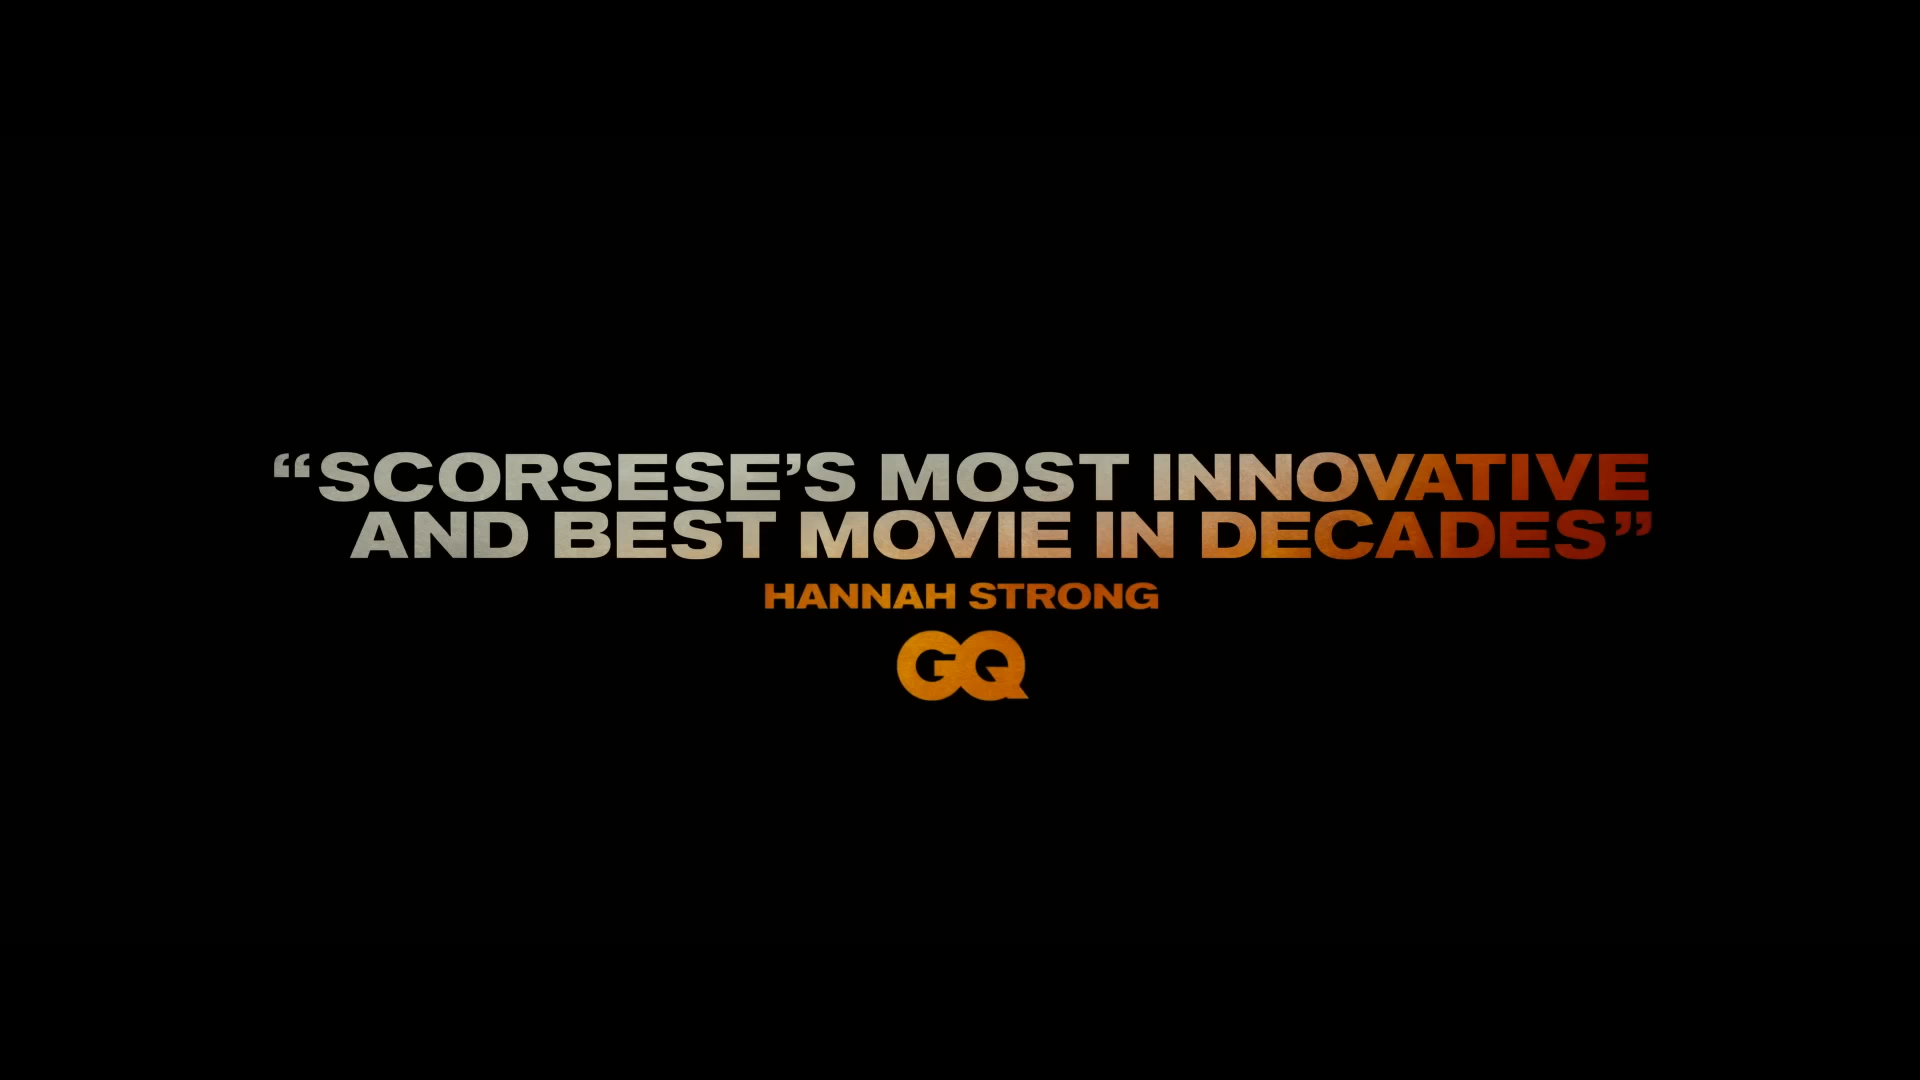 “SCORSESE’S MOST INNOVATIVE
AND BEST MOVIE IN DECADES”
HANNAH STRONG
GQ